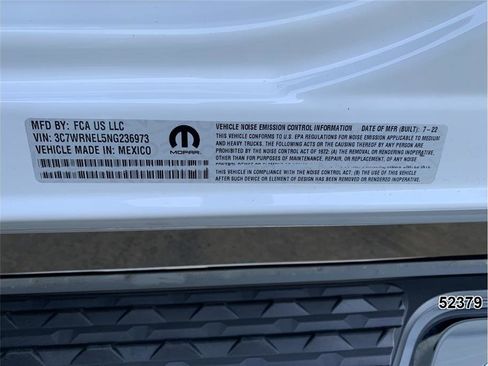 MFD BY: FCA US LLC
VIN: 3C7WRNEL5NG236973
VEHICLE MADE IN: MEXICO
MOPAR
VEHICLE NOISE EMISSION CONTROL INFORMATION DATE OF MFR (BUILT): 7-22
THIS VEHICLE CONFORMS TO U.S. EPA REGULATIONS FOR NOISE EMISSION APPLICABLE TO MEDIUM
AND HEAVY TRUCKS. THE FOLLOWING ACTS OR THE CAUSING THEREOF BY ANY PERSON ARE
PROHIBITED BY THE NOISE CONTROL ACT OF 1972: (A) THE REMOVAL OR RENDERING INOPERATIVE,
OTHER THAN FOR PURPOSES OF MAINTENANCE, REPAIR, OR REPLACEMENT, OF ANY NOISE
THIS VEHICLE IN COMPLIANCE WITH THE NOISE CONTROL ACT; (B) THE USE OF THIS VEHICLE AFTER
SUCH DEVICE OR ELEMENT OF DESIGN HAS BEEN REMOVED OR RENDERED INOPERATIVE.
52379